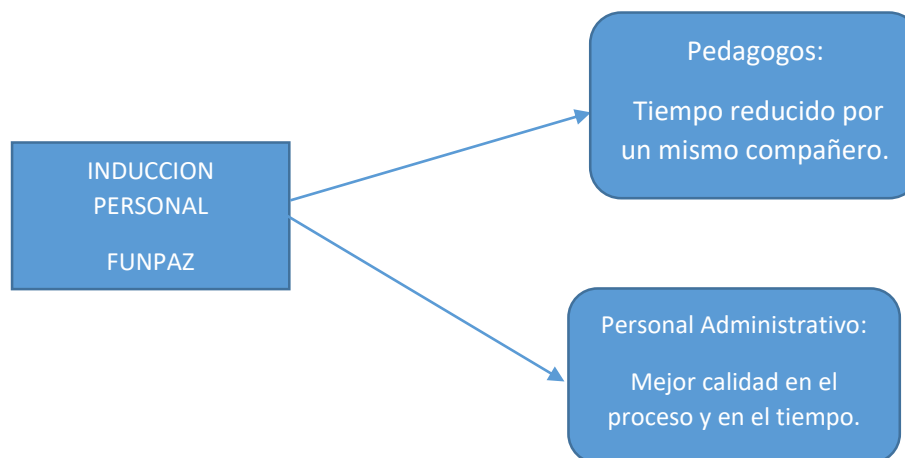 INDUCCION
PERSONAL
FUNPAZ
Pedagogos:
Tiempo reducido por
un mismo compañero.
Personal Administrativo:
Mejor calidad en el
proceso y en el tiempo.